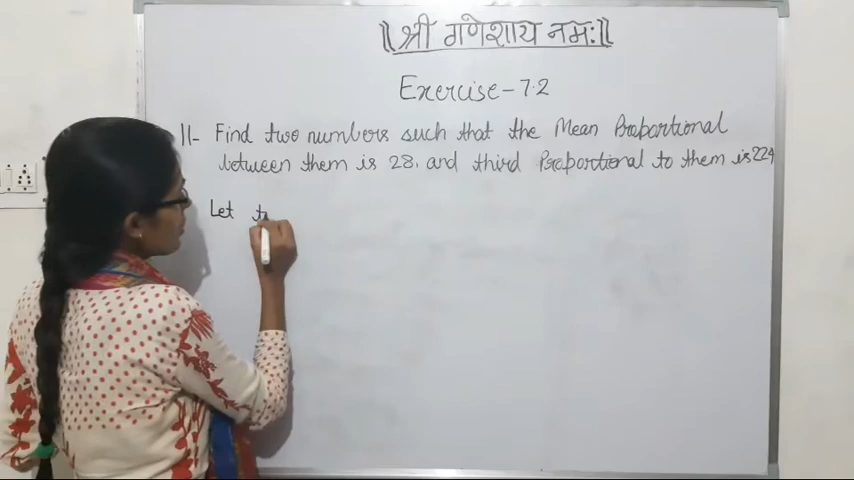 ॥ श्री गणेशाय नमः॥
Exercise-7.2
11- Find two numbers such that the Mean Proportional
between them is 28. and third Proportional to them is 224
Let